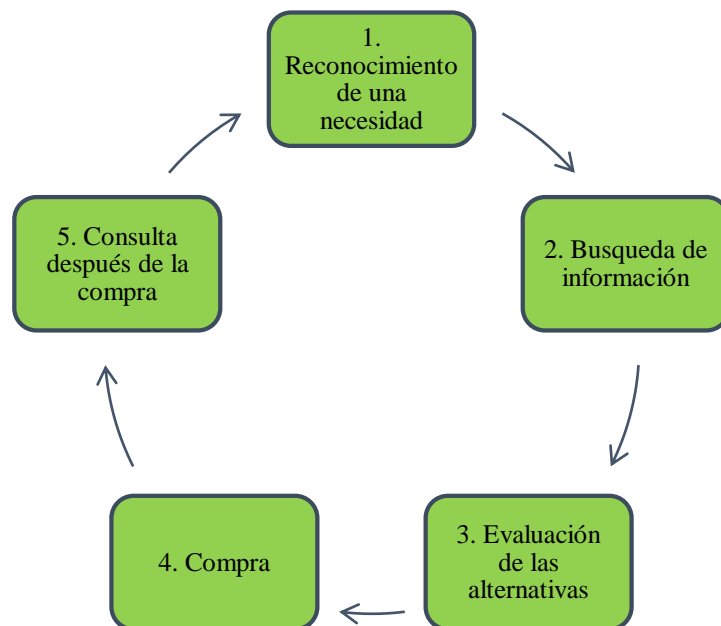 1.
Reconocimiento
de una
necesidad
2. Busqueda de
información
3. Evaluación
de las
alternativas
4. Compra
5. Consulta
después de la
compra